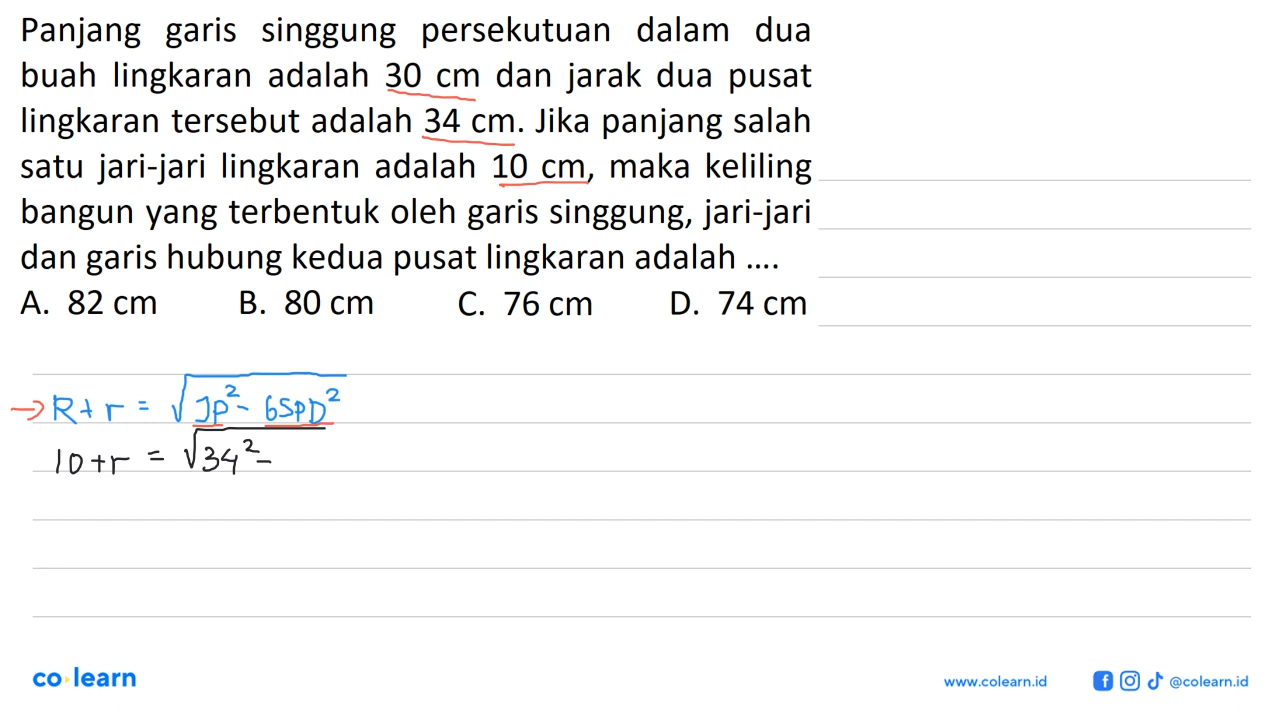 Panjang garis singgung persekutuan dalam dua
buah lingkaran adalah 30 cm dan jarak dua pusat
lingkaran tersebut adalah 34 cm. Jika panjang salah
satu jari-jari lingkaran adalah 10 cm, maka keliling
bangun yang terbentuk oleh garis singgung, jari-jari
dan garis hubung kedua pusat lingkaran adalah ....
A. 82 cm B. 80 cm C. 76 cm D. 74 cm
→ R + r = √JP² - GSPD²
10 + r = √34² -
co learn
www.colearn.id @colearn.id